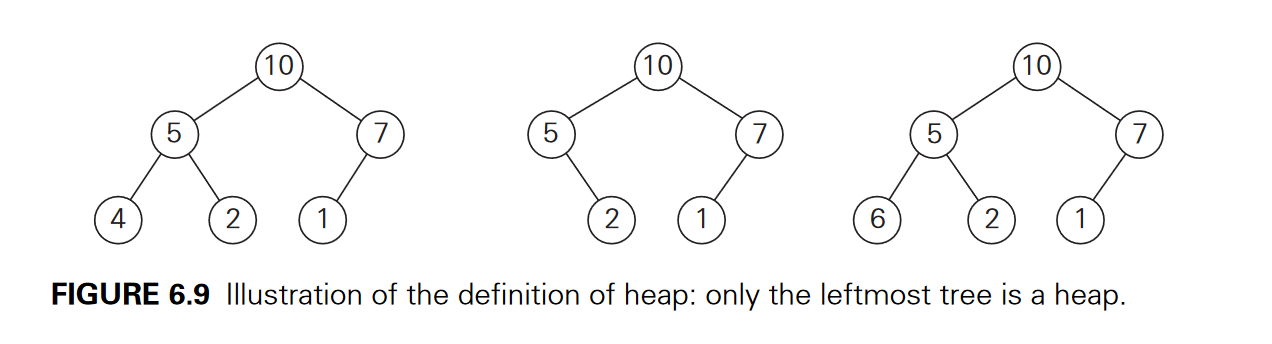 10 10 10
5 7 5 7 5 7
4 2 1 2 1 6 2 1
FIGURE 6.9 Illustration of the definition of heap: only the leftmost tree is a heap.